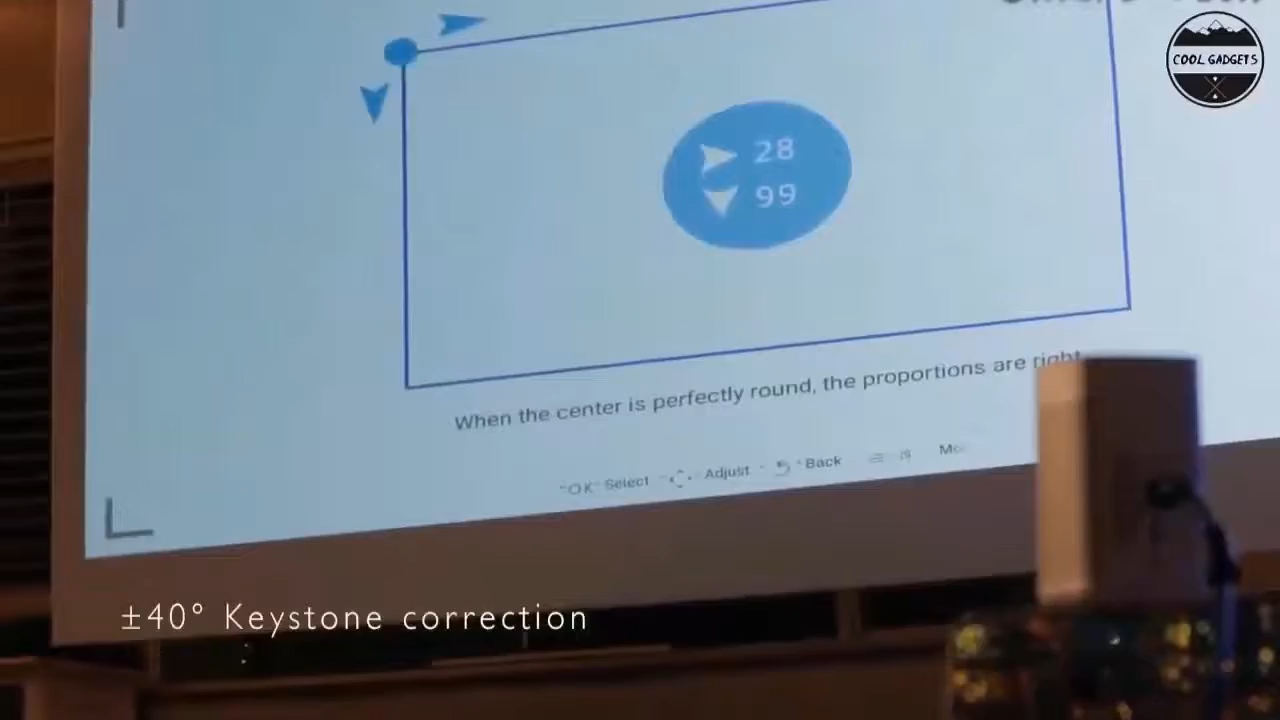 COOL GADGETS
28
99
When the center is perfectly round, the proportions are right
"OK" Select
Adjust
Back
±40° Keystone correction